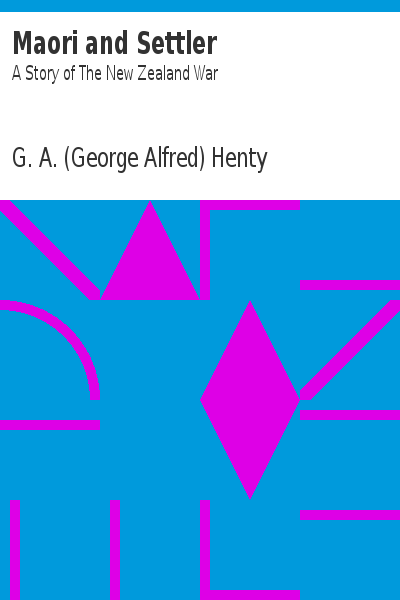 Maori and Settler
A Story of The New Zealand War
G. A. (George Alfred) Henty